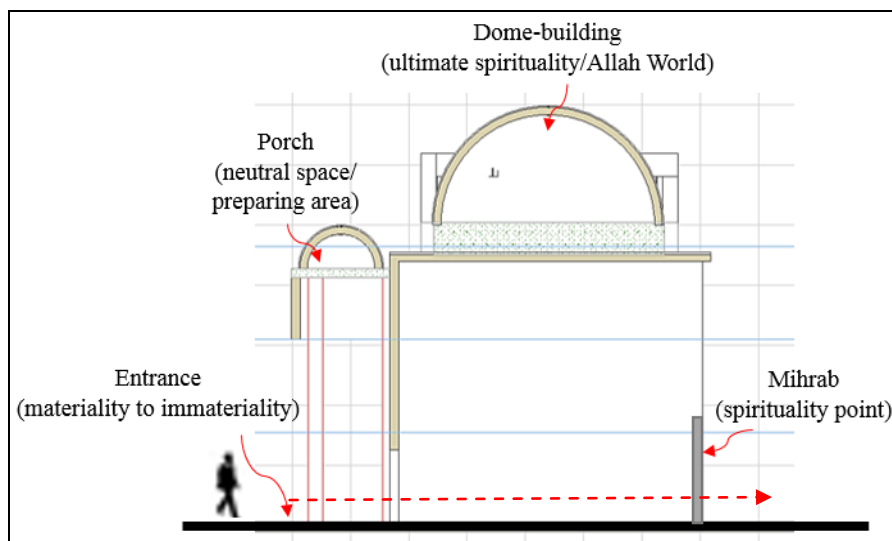 Dome-building
(ultimate spirituality/Allah World)
Porch
(neutral space/
preparing area)
Entrance
(materiality to immateriality)
Mihrab
(spirituality point)